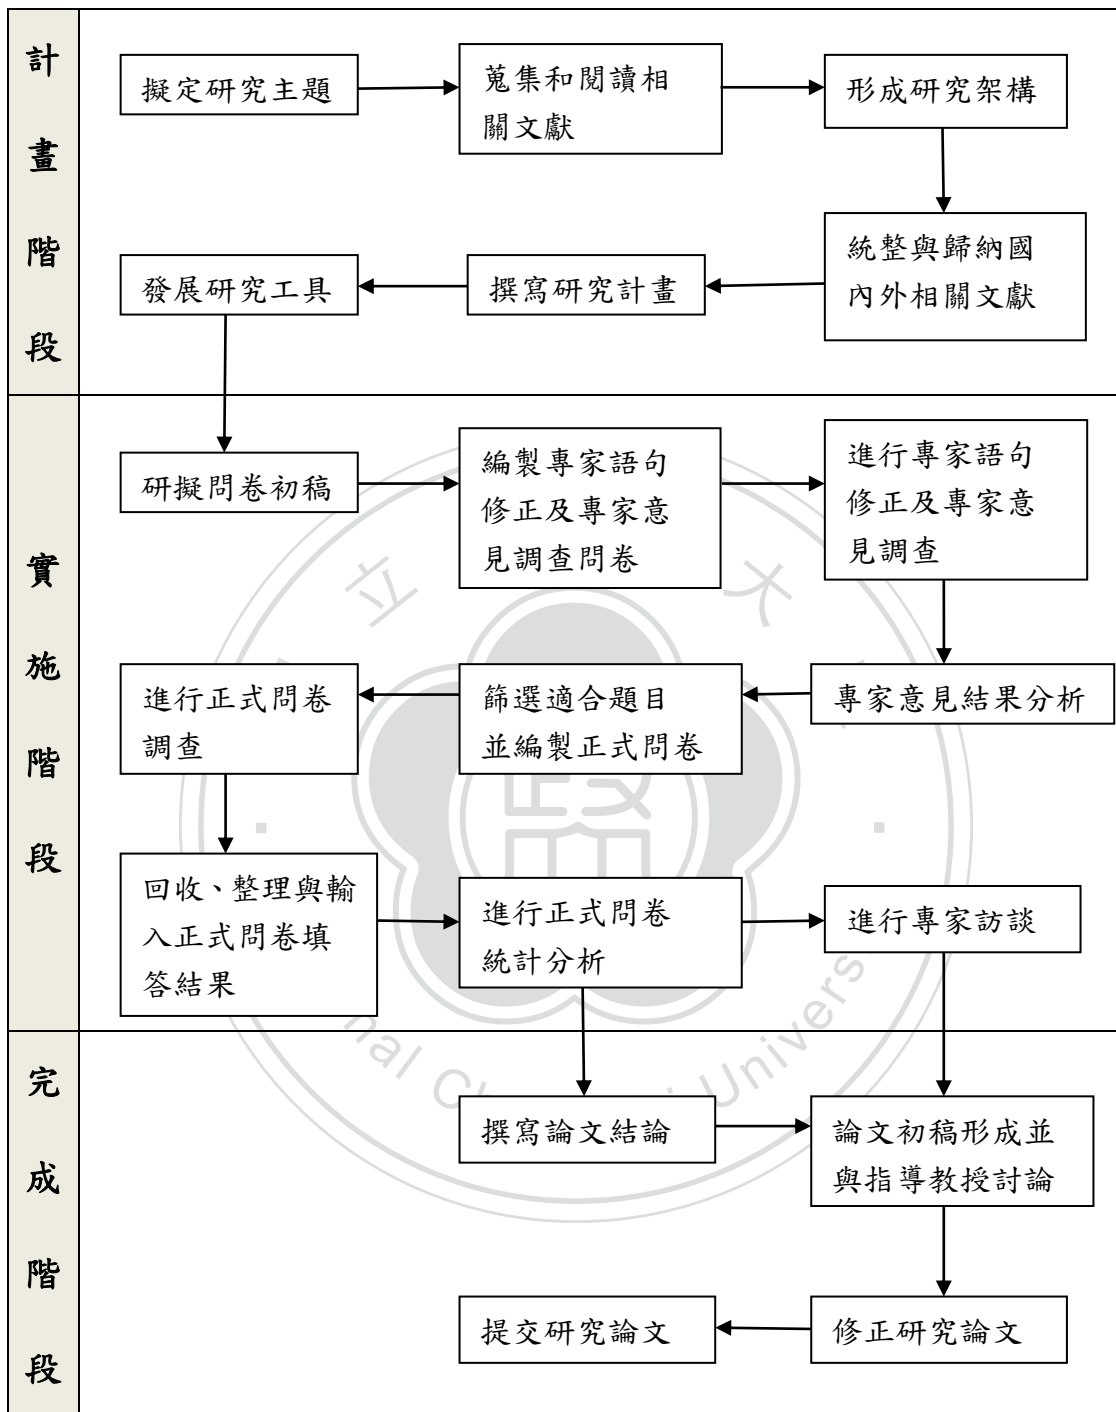 計畫階段
擬定研究主題
蒐集和閱讀相
關文獻
形成研究架構
統整與歸納國
內外相關文獻
撰寫研究計畫
發展研究工具
實施階段
研擬問卷初稿
編製專家語句
修正及專家意
見調查問卷
進行專家語句
修正及專家意
見調查
專家意見結果分析
篩選適合題目
並編製正式問卷
進行正式問卷
調查
回收、整理與輸
入正式問卷填
答結果
進行正式問卷
統計分析
進行專家訪談
完成階段
撰寫論文結論
論文初稿形成並
與指導教授討論
修正研究論文
提交研究論文
立
大
Univers